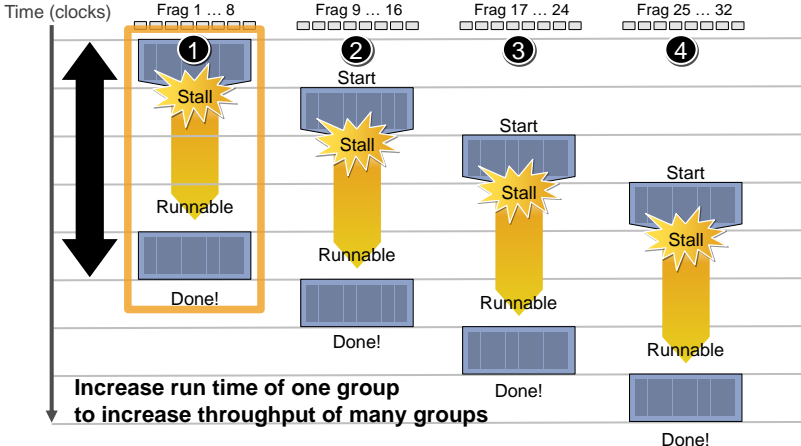 Time (clocks)
Frag 1 … 8
Frag 9 … 16
Frag 17 … 24
Frag 25 … 32
1
2
3
4
Start
Stall
Start
Stall
Start
Stall
Runnable
Stall
Runnable
Done!
Runnable
Done!
Runnable
Increase run time of one group
to increase throughput of many groups
Done!
Done!